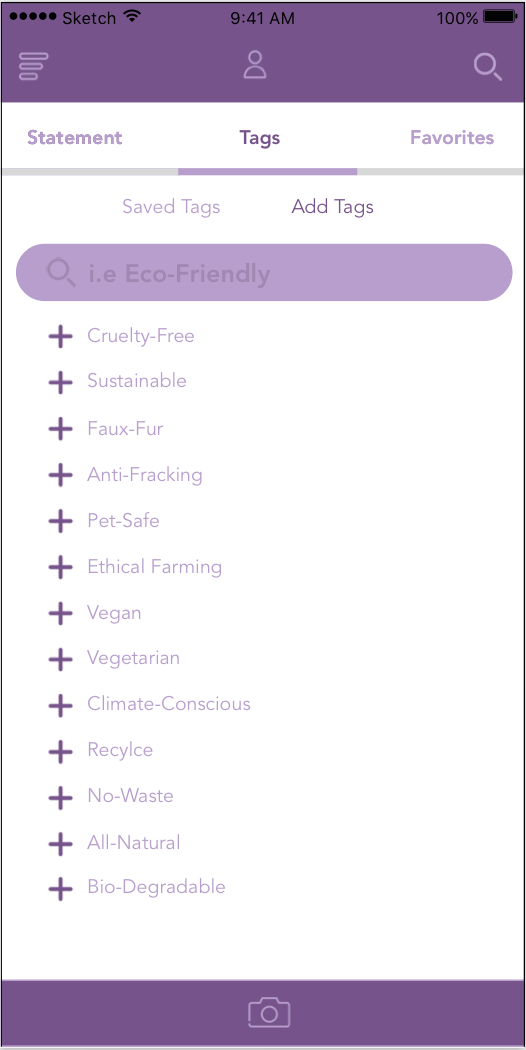 Sketch 9:41 AM 100%
Statement Tags Favorites
Saved Tags Add Tags
i.e Eco-Friendly
Cruelty-Free
Sustainable
Faux-Fur
Anti-Fracking
Pet-Safe
Ethical Farming
Vegan
Vegetarian
Climate-Conscious
Recylce
No-Waste
All-Natural
Bio-Degradable